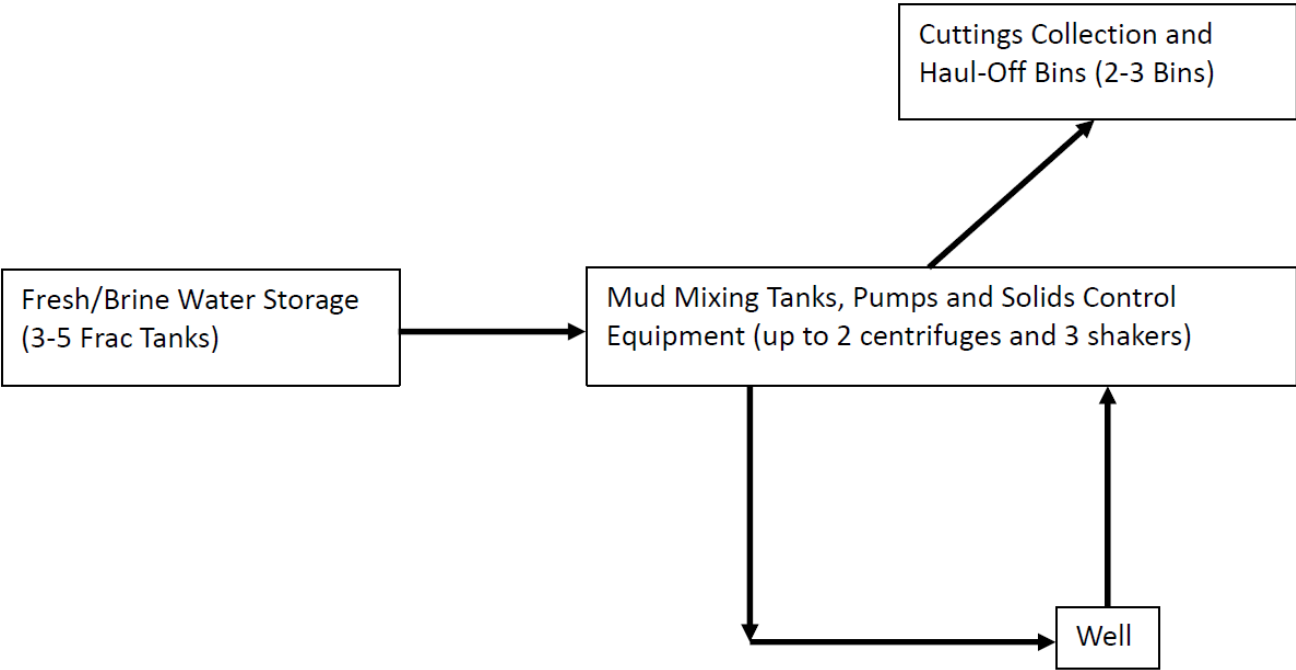 Cuttings Collection and
Haul-Off Bins (2-3 Bins)
Fresh/Brine Water Storage
(3-5 Frac Tanks)
Mud Mixing Tanks, Pumps and Solids Control
Equipment (up to 2 centrifuges and 3 shakers)
Well